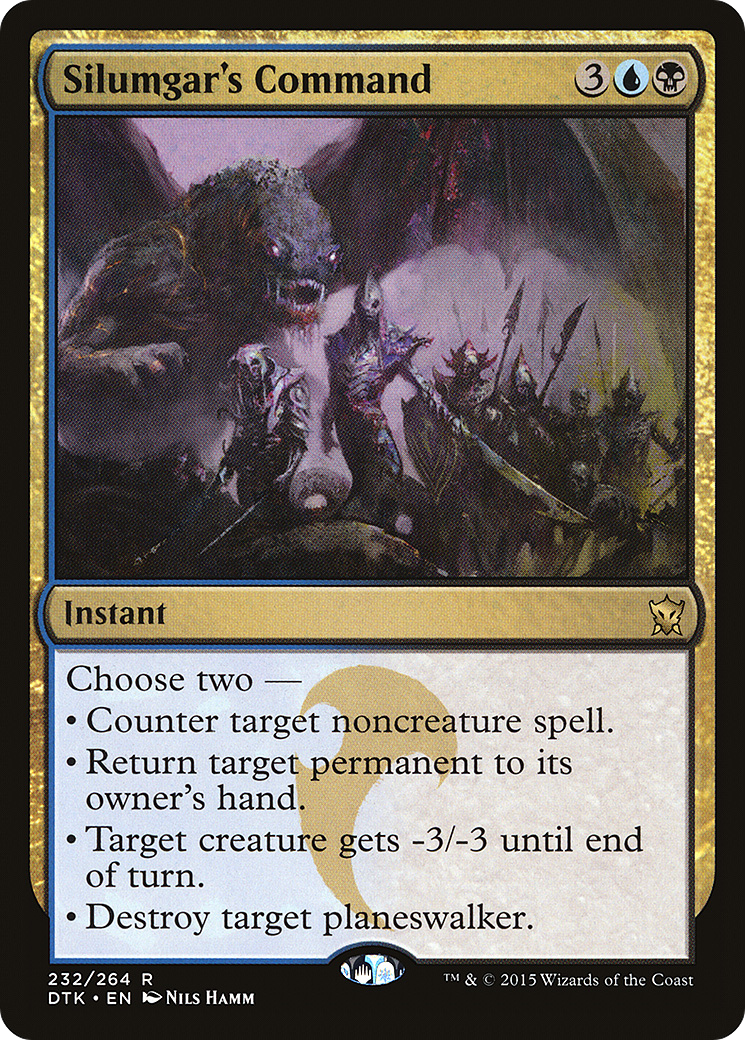 Silumgar's Command 3
Instant
Choose two —
• Counter target noncreature spell.
• Return target permanent to its
owner's hand.
• Target creature gets -3/-3 until end
of turn.
• Destroy target planeswalker.
232/264 R ™ & © 2015 Wizards of the Coast
DTK • EN Nils Hamm